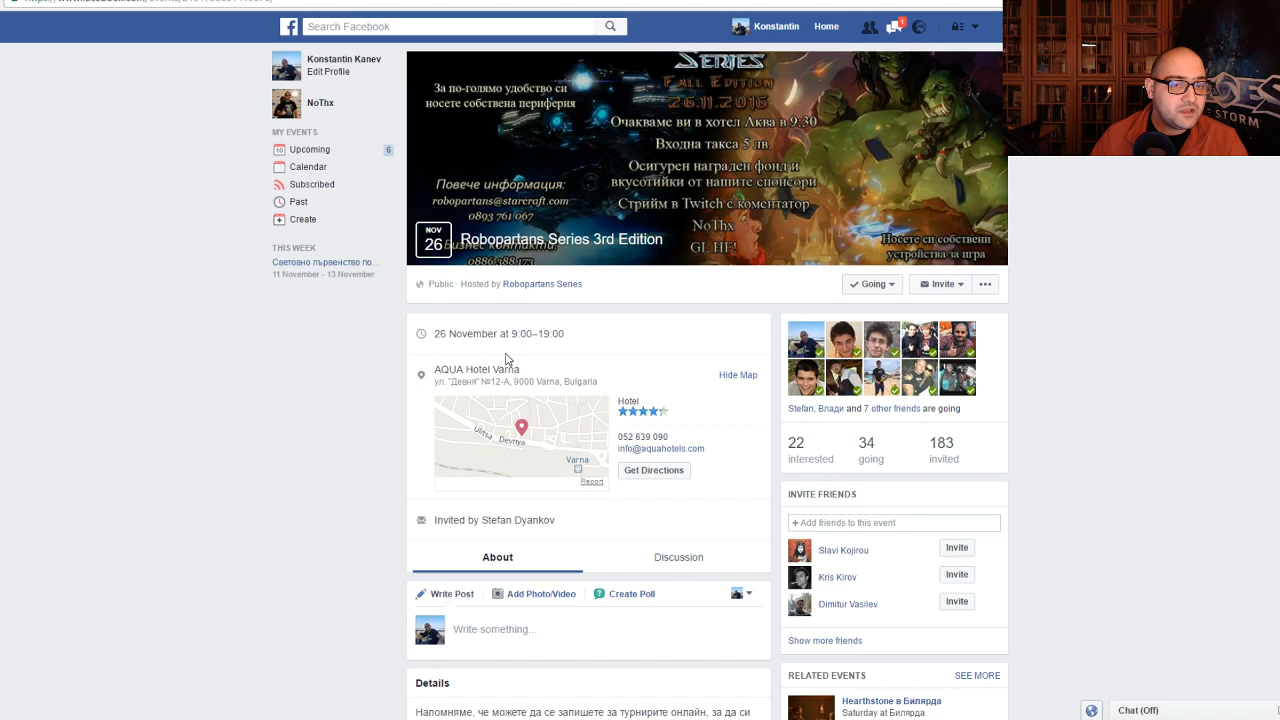 Search Facebook
Konstantin
Home
1
Konstantin Kanev
Edit Profile
NoThx
MY EVENTS
Upcoming
6
Calendar
Subscribed
Past
Create
THIS WEEK
Световно първенство по...
11 November - 13 November
SERIES
FALL EDITION
26.11.2016
За по-голямо удобство си
носете собствена периферия
Очакваме ви в хотел Аква в 9:30
Входна такса 5 лв.
Осигурен награден фонд и
вкусотийки от нашите спонсори
Стрийм в Twitch с коментатор
NoThx
GL HF!
Повече информация:
robopartans@starcraft.com
0893 761 067
0886 388 173
Носете си собствени
устройства за игра
NOV
26
Robopartans Series 3rd Edition
Public · Hosted by Robopartans Series
Going
Invite
26 November at 9:00–19:00
AQUA Hotel Varna
ул. "Девня" №12-А, 9000 Varna, Bulgaria
Hide Map
Ulitsa Devnya
Varna
Report
Hotel
052 639 090
info@aquahotels.com
Get Directions
Invited by Stefan Dyankov
About
Discussion
Write Post
Add Photo/Video
Create Poll
Write something...
Details
Напомняме, че можете да се запишете за турнирите онлайн, за да си
Stefan, Влади and 7 other friends are going
22
interested
34
going
183
invited
INVITE FRIENDS
+ Add friends to this event
Slavi Kojirou
Invite
Kris Kirov
Invite
Dimitur Vasilev
Invite
Show more friends
RELATED EVENTS
SEE MORE
Hearthstone в Билярда
Saturday at Билярда
Chat (Off)